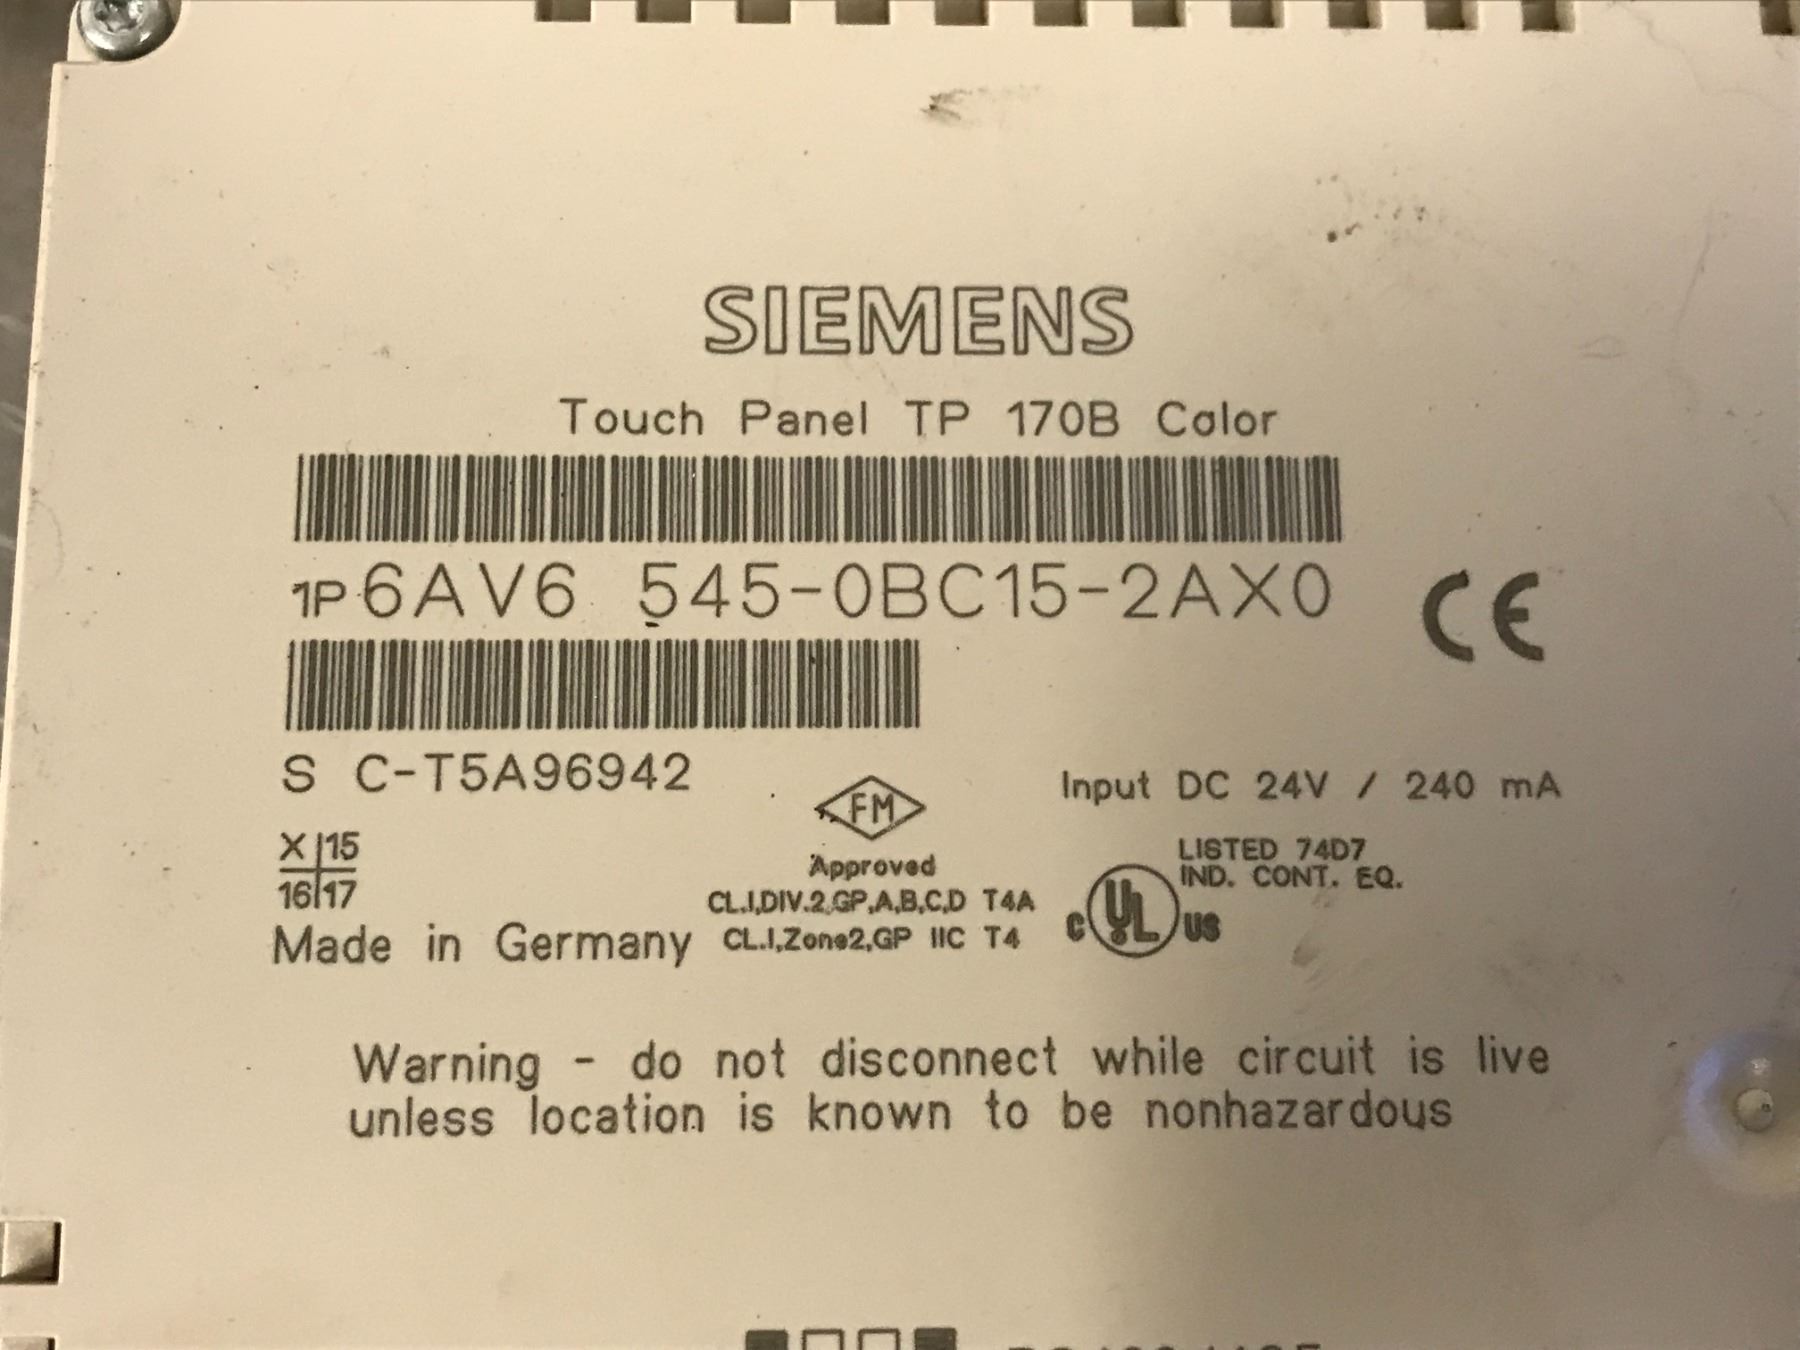 SIEMENS
Touch Panel TP 170B Color
1P 6AV6 545-0BC15-2AX0
CE
S C-T5A96942
Input DC 24V / 240 mA
FM
X 15
16 17
Approved
CL.I,DIV.2,GP,A,B,C,D T4A
CL.I,Zone2,GP IIC T4
LISTED 74D7
IND. CONT. EQ.
C UL US
Made in Germany
Warning - do not disconnect while circuit is live
unless location is known to be nonhazardous